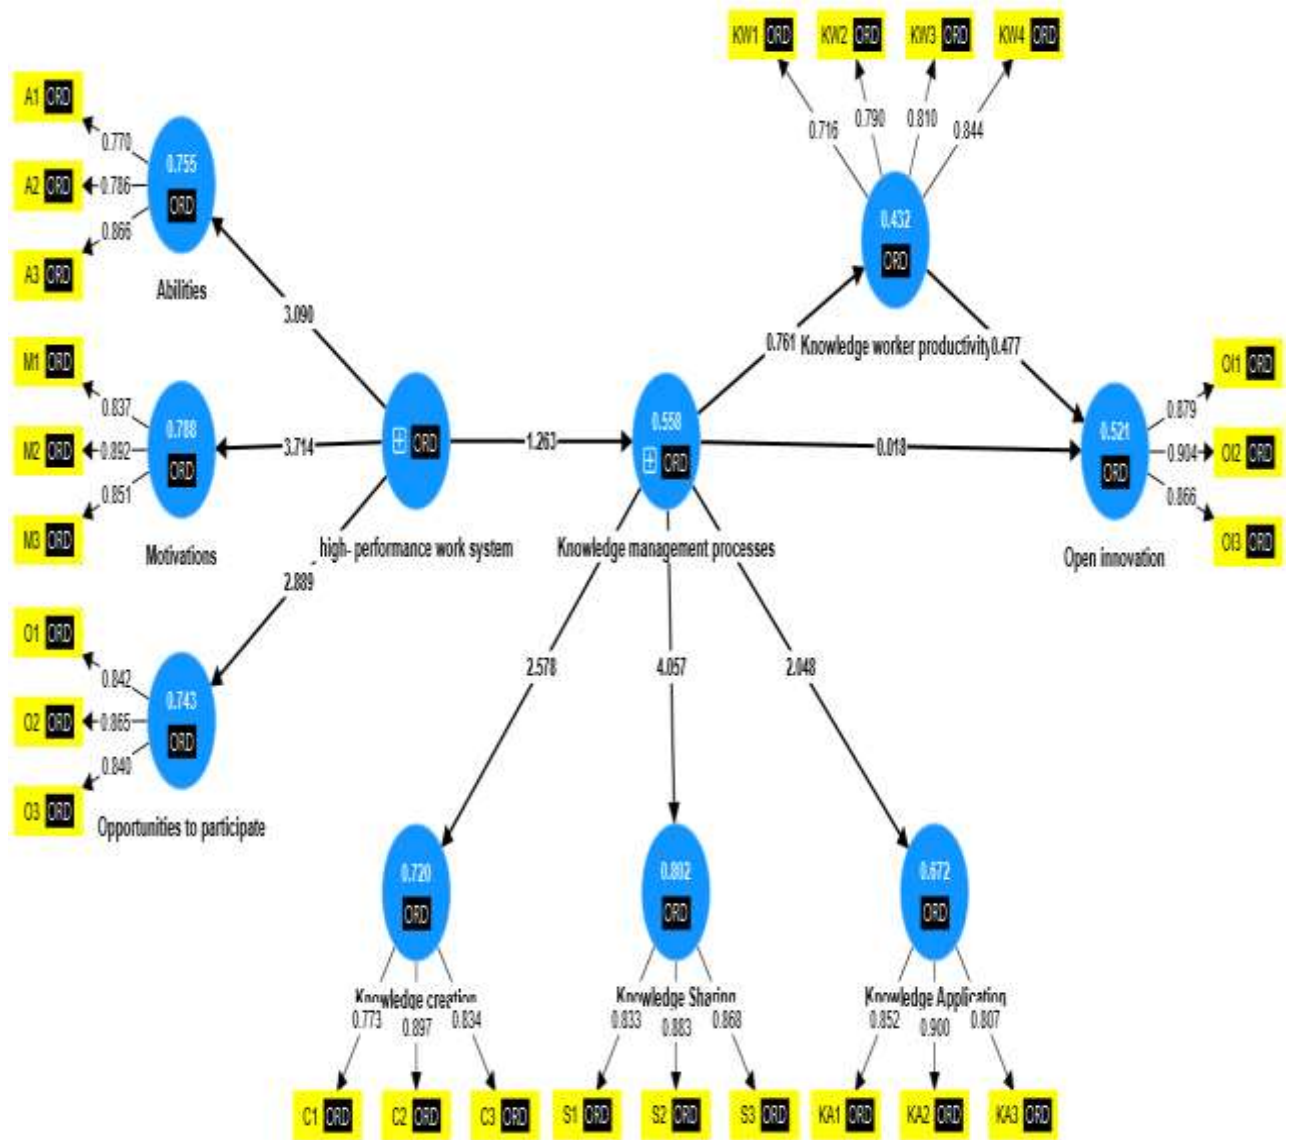 KW1 ORD KW2 ORD KW3 ORD KW4 ORD
0.716 0.790 0.810 0.844
0.432
ORD
Knowledge worker productivity
A1 ORD
A2 ORD
A3 ORD
0.770
0.786
0.866
0.755
ORD
Abilities
3.090
M1 ORD
M2 ORD
M3 ORD
0.837
0.892
0.851
0.788
ORD
Motivations
3.714
O1 ORD
O2 ORD
O3 ORD
0.842
0.865
0.840
0.743
ORD
Opportunities to participate
2.889
ORD
high- performance work system
1.263
0.558
ORD
Knowledge management processes
0.761
0.477
0.018
0.521
ORD
Open innovation
0.879
0.904
0.866
OI1 ORD
OI2 ORD
OI3 ORD
2.578 4.057 2.048
0.720
ORD
Knowledge creation
0.773 0.897 0.834
C1 ORD C2 ORD C3 ORD
0.802
ORD
Knowledge Sharing
0.833 0.883 0.868
S1 ORD S2 ORD S3 ORD
0.672
ORD
Knowledge Application
0.852 0.900 0.807
KA1 ORD KA2 ORD KA3 ORD